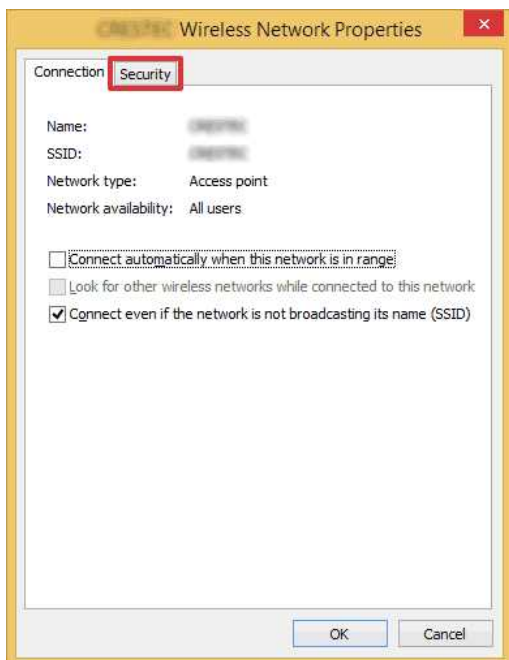 Wireless Network Properties
Connection
Security
Name:
SSID:
Network type: Access point
Network availability: All users
Connect automatically when this network is in range
Look for other wireless networks while connected to this network
Connect even if the network is not broadcasting its name (SSID)
OK
Cancel